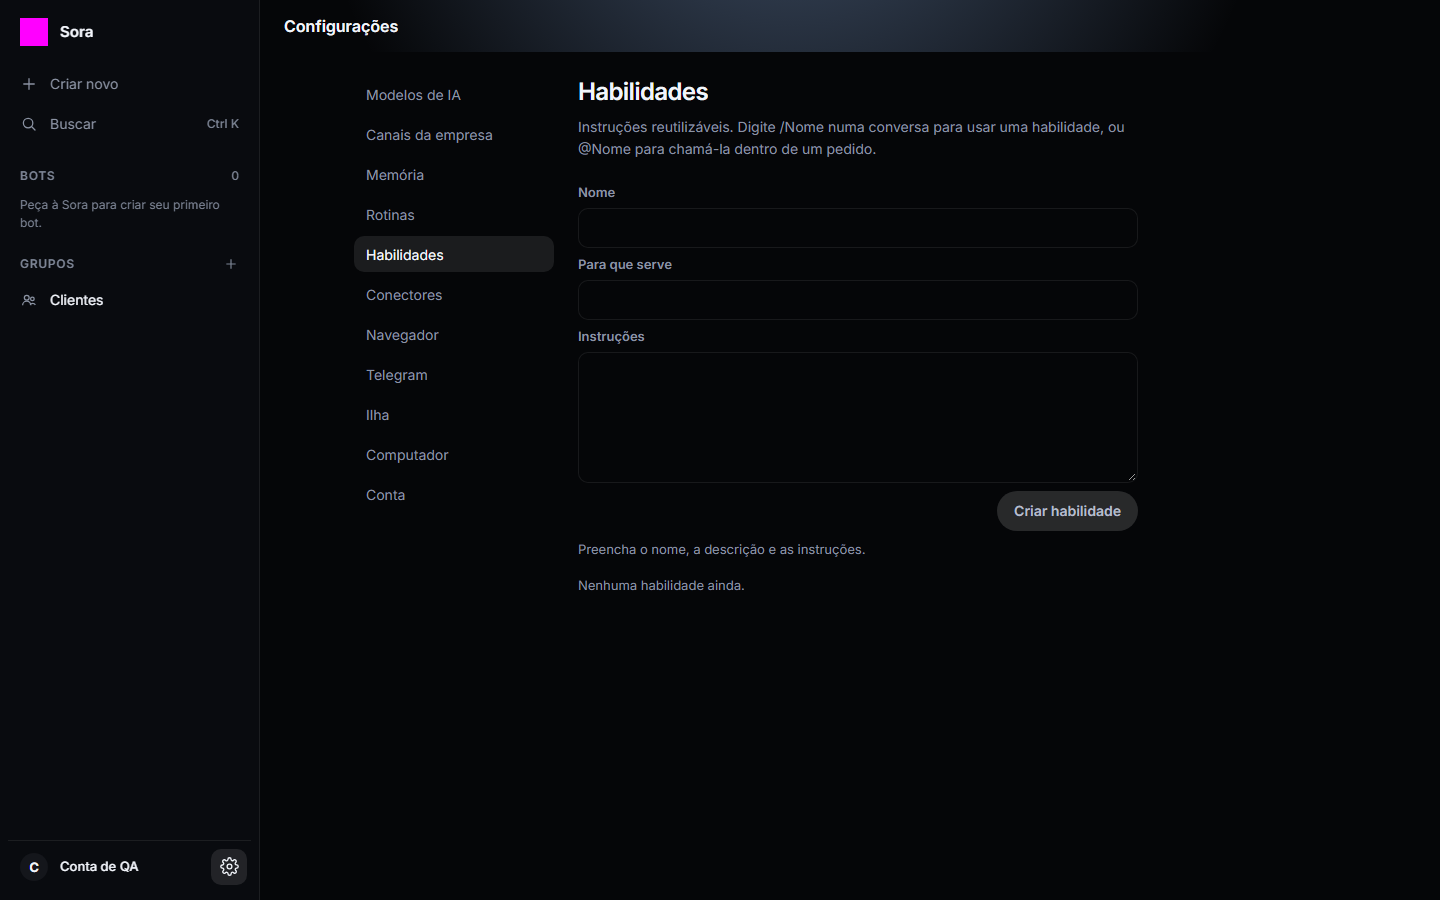 Sora
Criar novo
Buscar Ctrl K
BOTS 0
Peça à Sora para criar seu primeiro
bot.
GRUPOS
Clientes
C Conta de QA
Configurações
Modelos de IA
Canais da empresa
Memória
Rotinas
Habilidades
Conectores
Navegador
Telegram
Ilha
Computador
Conta
Habilidades
Instruções reutilizáveis. Digite /Nome numa conversa para usar uma habilidade, ou
@Nome para chamá-la dentro de um pedido.
Nome
Para que serve
Instruções
Criar habilidade
Preencha o nome, a descrição e as instruções.
Nenhuma habilidade ainda.